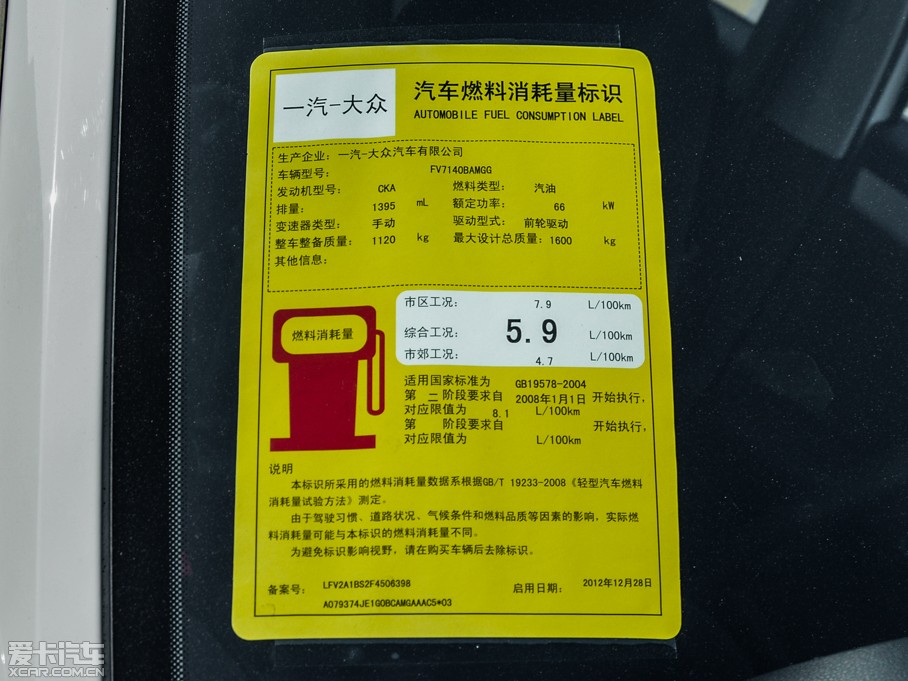 一汽-大众
汽车燃料消耗量标识
AUTOMOBILE FUEL CONSUMPTION LABEL
生产企业: 一汽-大众汽车有限公司
车辆型号: FV7140BAMGG
发动机型号: CKA 燃料类型: 汽油
排量: 1395 mL 额定功率: 66 kW
变速器类型: 手动 驱动型式: 前轮驱动
整车整备质量: 1120 kg 最大设计总质量: 1600 kg
其他信息:
市区工况: 7.9 L/100km
燃料消耗量
综合工况: 5.9 L/100km
市郊工况: 4.7 L/100km
适用国家标准为 GB19578-2004
第 二 阶段要求自 2008年1月1日 开始执行,
对应限值为 8.1 L/100km
第 阶段要求自 开始执行,
对应限值为 L/100km
说明
本标识所采用的燃料消耗量数据系根据GB/T 19233-2008《轻型汽车燃料
消耗量试验方法》测定。
由于驾驶习惯、道路状况、气候条件和燃料品质等因素的影响, 实际燃
料消耗量可能与本标识的燃料消耗量不同。
为避免标识影响视野, 请在购买车辆后去除标识。
备案号: LFV2A1BS2F4506398 启用日期: 2012年12月28日
A079374JE1G0BCAMGAAAC5*03
爱卡汽车
XCAR.COM.CN